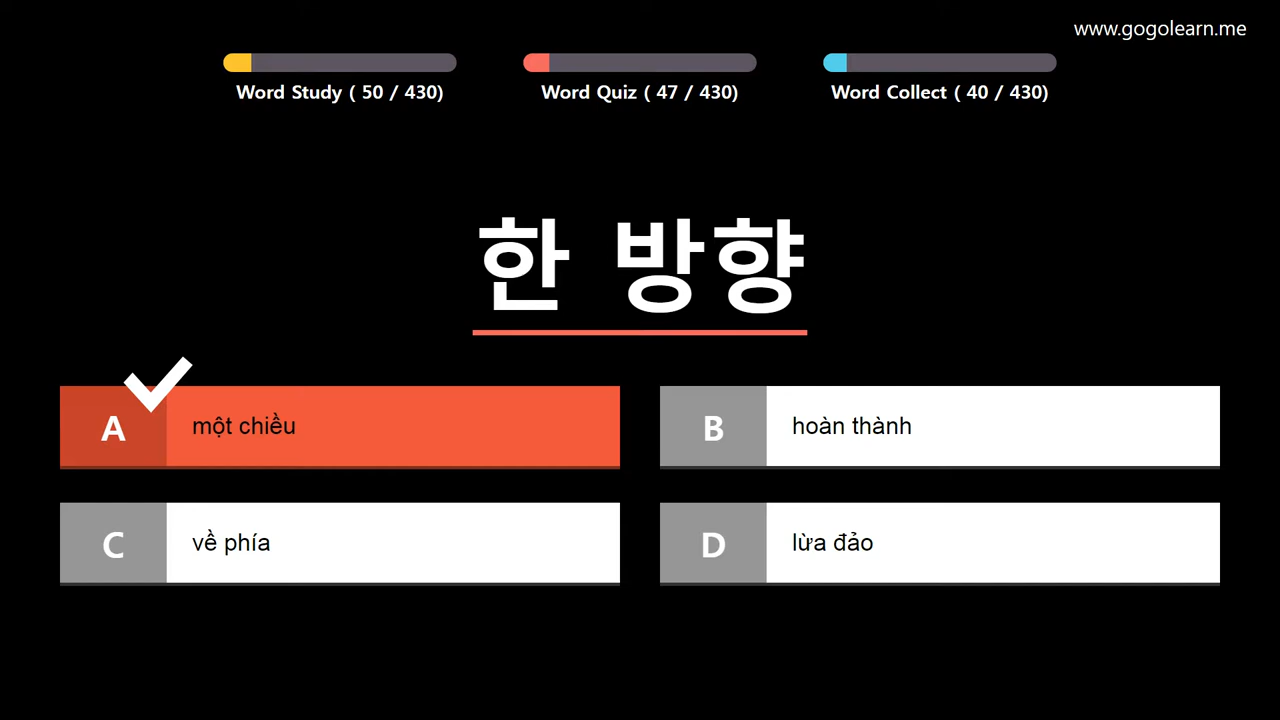 www.gogolearn.me
Word Study ( 50 / 430)
Word Quiz ( 47 / 430)
Word Collect ( 40 / 430)
한 방향
A một chiều
B hoàn thành
C về phía
D lừa đảo